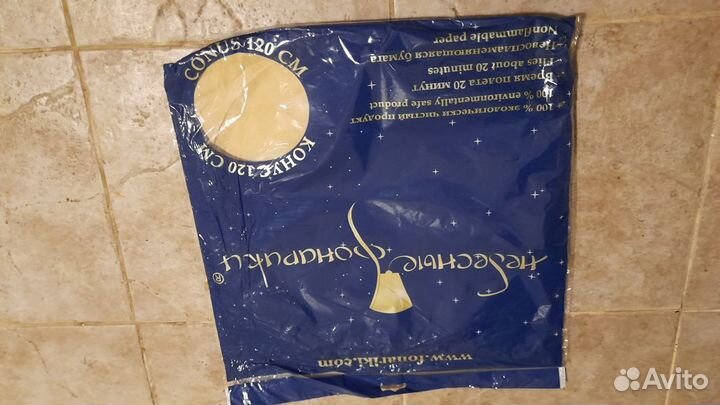 www.fonariki.com
небесные фонарики®
* 100 % экологически чистый продукт
100 % environmentally safe product
* Время полета 20 минут
* Flies about 20 minutes
* Невоспламеняющаяся бумага
* Nonflammable paper
CONUS 120 CM
КОНУС 120 СМ
Avito